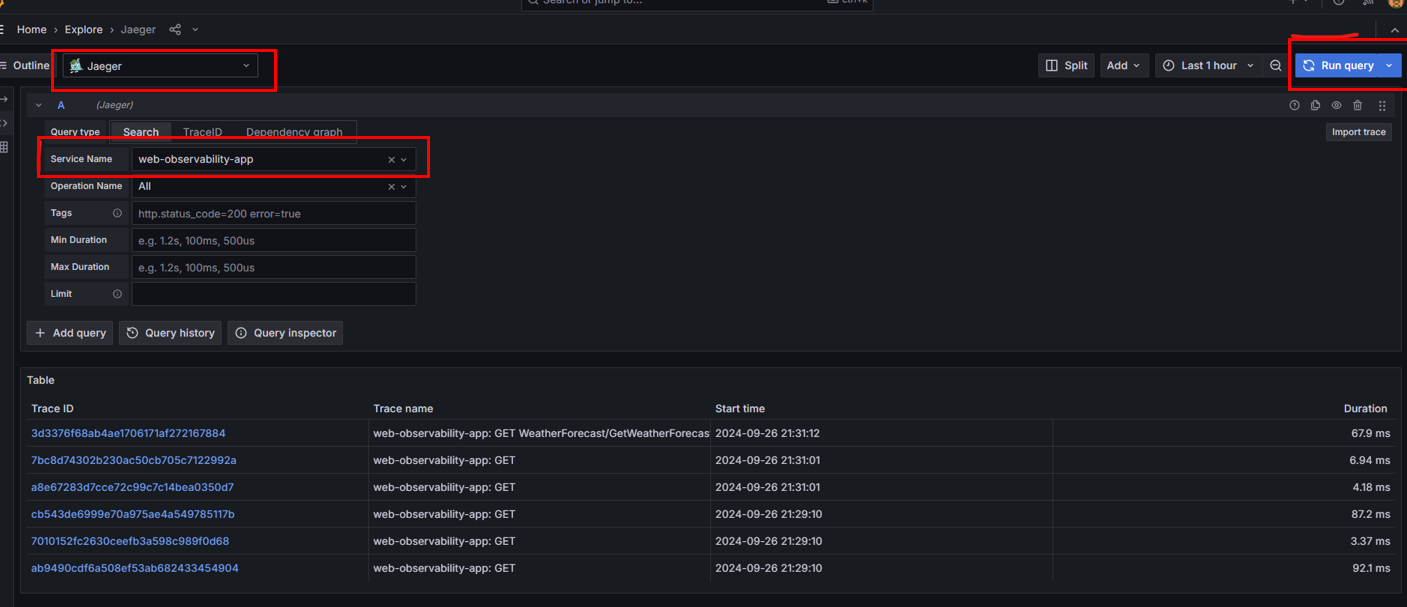 Search or jump to... ctrl+k
Home › Explore › Jaeger
Outline Jaeger Split Add Last 1 hour Run query
A (Jaeger)
Query type Search TraceID Dependency graph Import trace
Service Name web-observability-app
Operation Name All
Tags http.status_code=200 error=true
Min Duration e.g. 1.2s, 100ms, 500us
Max Duration e.g. 1.2s, 100ms, 500us
Limit
+ Add query Query history Query inspector
Table
Trace ID Trace name Start time Duration
3d3376f68ab4ae1706171af272167884 web-observability-app: GET WeatherForecast/GetWeatherForecas 2024-09-26 21:31:12 67.9 ms
7bc8d74302b230ac50cb705c7122992a web-observability-app: GET 2024-09-26 21:31:01 6.94 ms
a8e67283d7cce72c99c7c14bea0350d7 web-observability-app: GET 2024-09-26 21:31:01 4.18 ms
cb543de6999e70a975ae4a549785117b web-observability-app: GET 2024-09-26 21:29:10 87.2 ms
7010152fc2630ceefb3a598c989f0d68 web-observability-app: GET 2024-09-26 21:29:10 3.37 ms
ab9490cdf6a508ef53ab682433454904 web-observability-app: GET 2024-09-26 21:29:10 92.1 ms